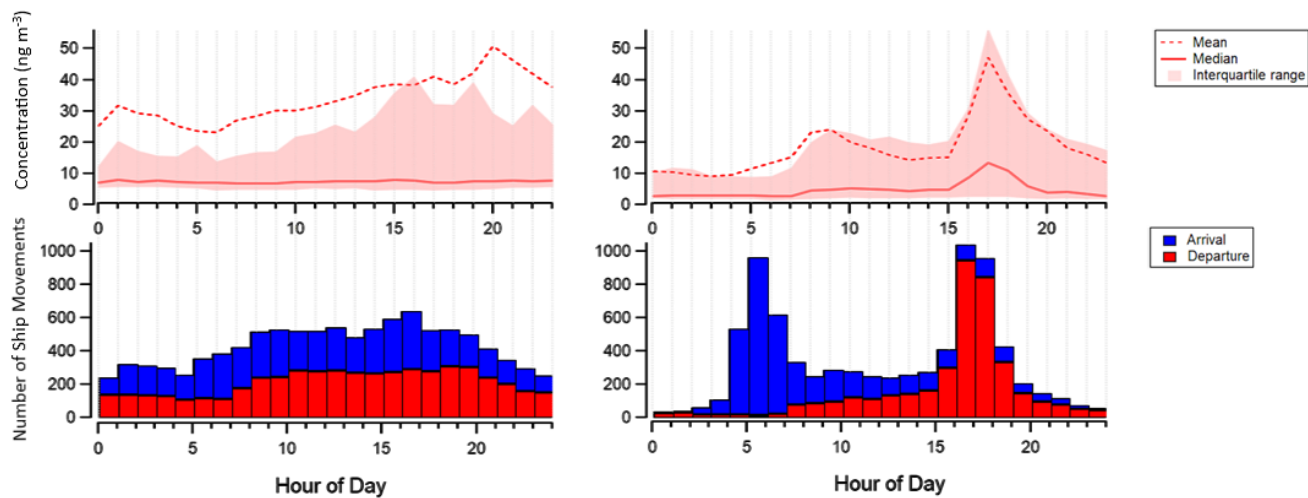 Concentration (ng m⁻³)
50
40
30
20
10
0
0 5 10 15 20
50
40
30
20
10
0
0 5 10 15 20
Mean
Median
Interquartile range
Number of Ship Movements
1000
800
600
400
200
0
0 5 10 15 20
Hour of Day
1000
800
600
400
200
0
0 5 10 15 20
Hour of Day
Arrival
Departure